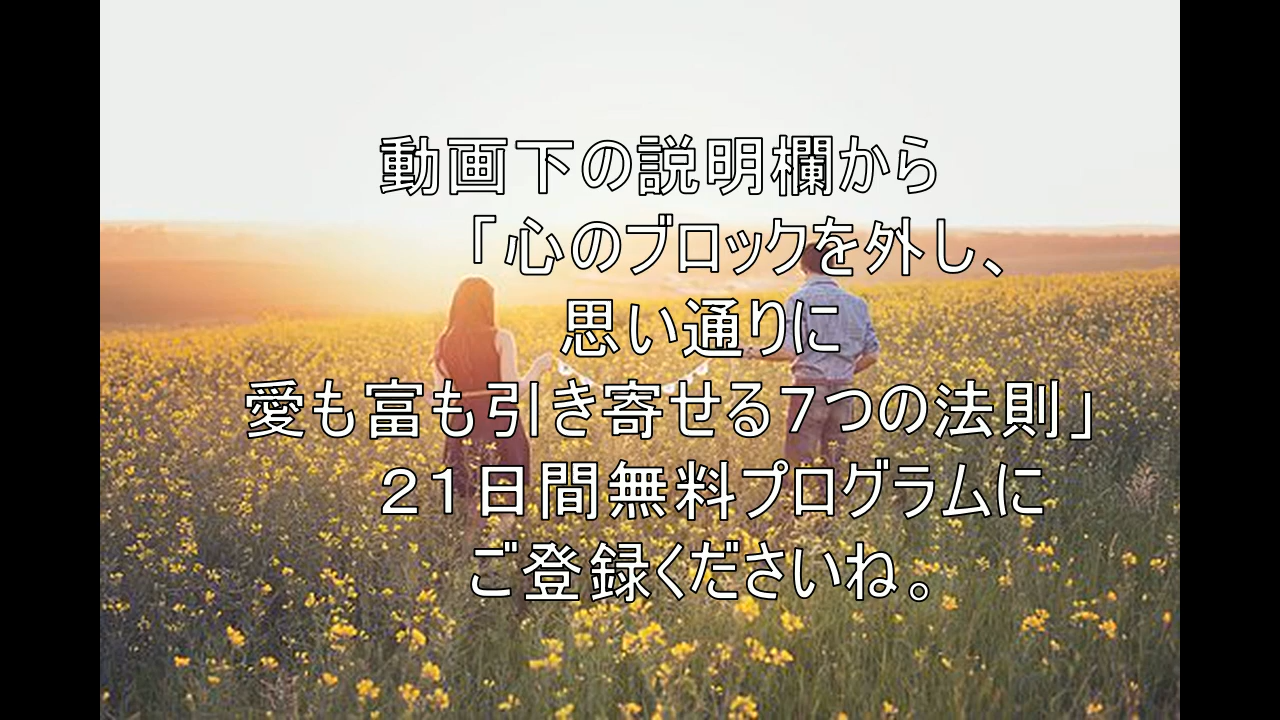 動画下の説明欄から
「心のブロックを外し、
思い通りに
愛も富も引き寄せる７つの法則」
２１日間無料プログラムに
ご登録くださいね。